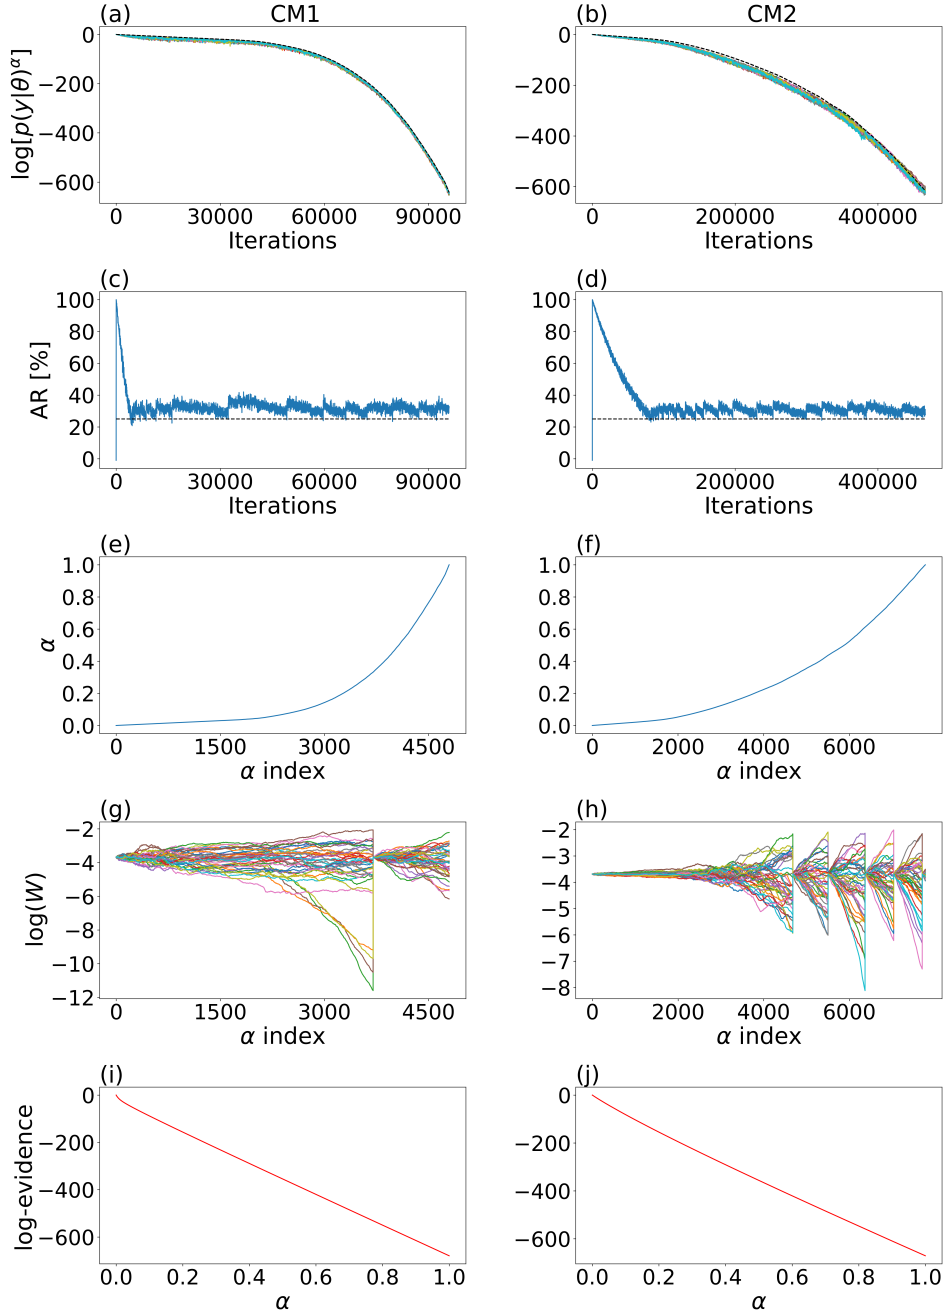 (a) CM1
(b) CM2
log[p(y|θ)^α]
0
−200
−400
−600
0 30000 60000 90000
Iterations
0
−200
−400
−600
0 200000 400000
Iterations
(c)
(d)
AR [%]
100
80
60
40
20
0
0 30000 60000 90000
Iterations
100
80
60
40
20
0
0 200000 400000
Iterations
(e)
(f)
α
1.0
0.8
0.6
0.4
0.2
0.0
0 1500 3000 4500
α index
1.0
0.8
0.6
0.4
0.2
0.0
0 2000 4000 6000
α index
(g)
(h)
log(W)
−2
−4
−6
−8
−10
−12
0 1500 3000 4500
α index
−2
−3
−4
−5
−6
−7
−8
0 2000 4000 6000
α index
(i)
(j)
log-evidence
0
−200
−400
−600
0.0 0.2 0.4 0.6 0.8 1.0
α
0
−200
−400
−600
0.0 0.2 0.4 0.6 0.8 1.0
α